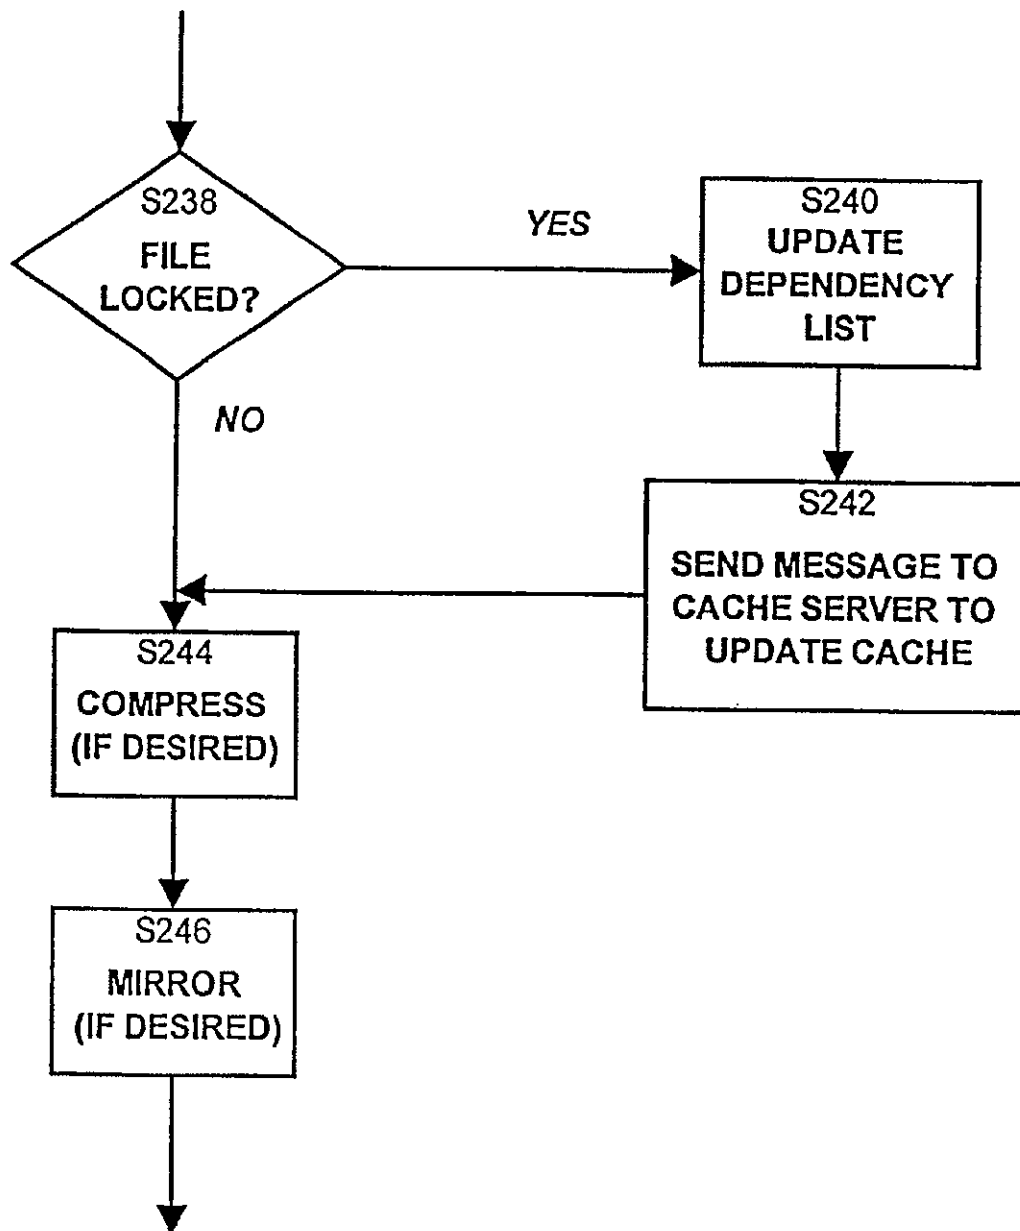 S238
FILE
LOCKED?
YES
S240
UPDATE
DEPENDENCY
LIST
NO
S242
SEND MESSAGE TO
CACHE SERVER TO
UPDATE CACHE
S244
COMPRESS
(IF DESIRED)
S246
MIRROR
(IF DESIRED)